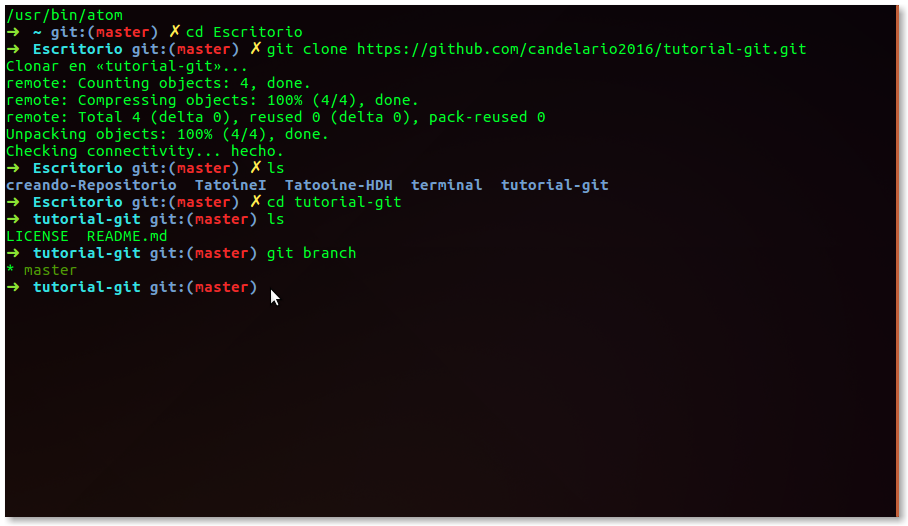 /usr/bin/atom
➜  ~ git:(master) ✗ cd Escritorio
➜  Escritorio git:(master) ✗ git clone https://github.com/candelario2016/tutorial-git.git
Clonar en «tutorial-git»...
remote: Counting objects: 4, done.
remote: Compressing objects: 100% (4/4), done.
remote: Total 4 (delta 0), reused 0 (delta 0), pack-reused 0
Unpacking objects: 100% (4/4), done.
Checking connectivity... hecho.
➜  Escritorio git:(master) ✗ ls
creando-Repositorio  TatoineI  Tatooine-HDH  terminal  tutorial-git
➜  Escritorio git:(master) ✗ cd tutorial-git
➜  tutorial-git git:(master) ls
LICENSE  README.md
➜  tutorial-git git:(master) git branch
* master
➜  tutorial-git git:(master)